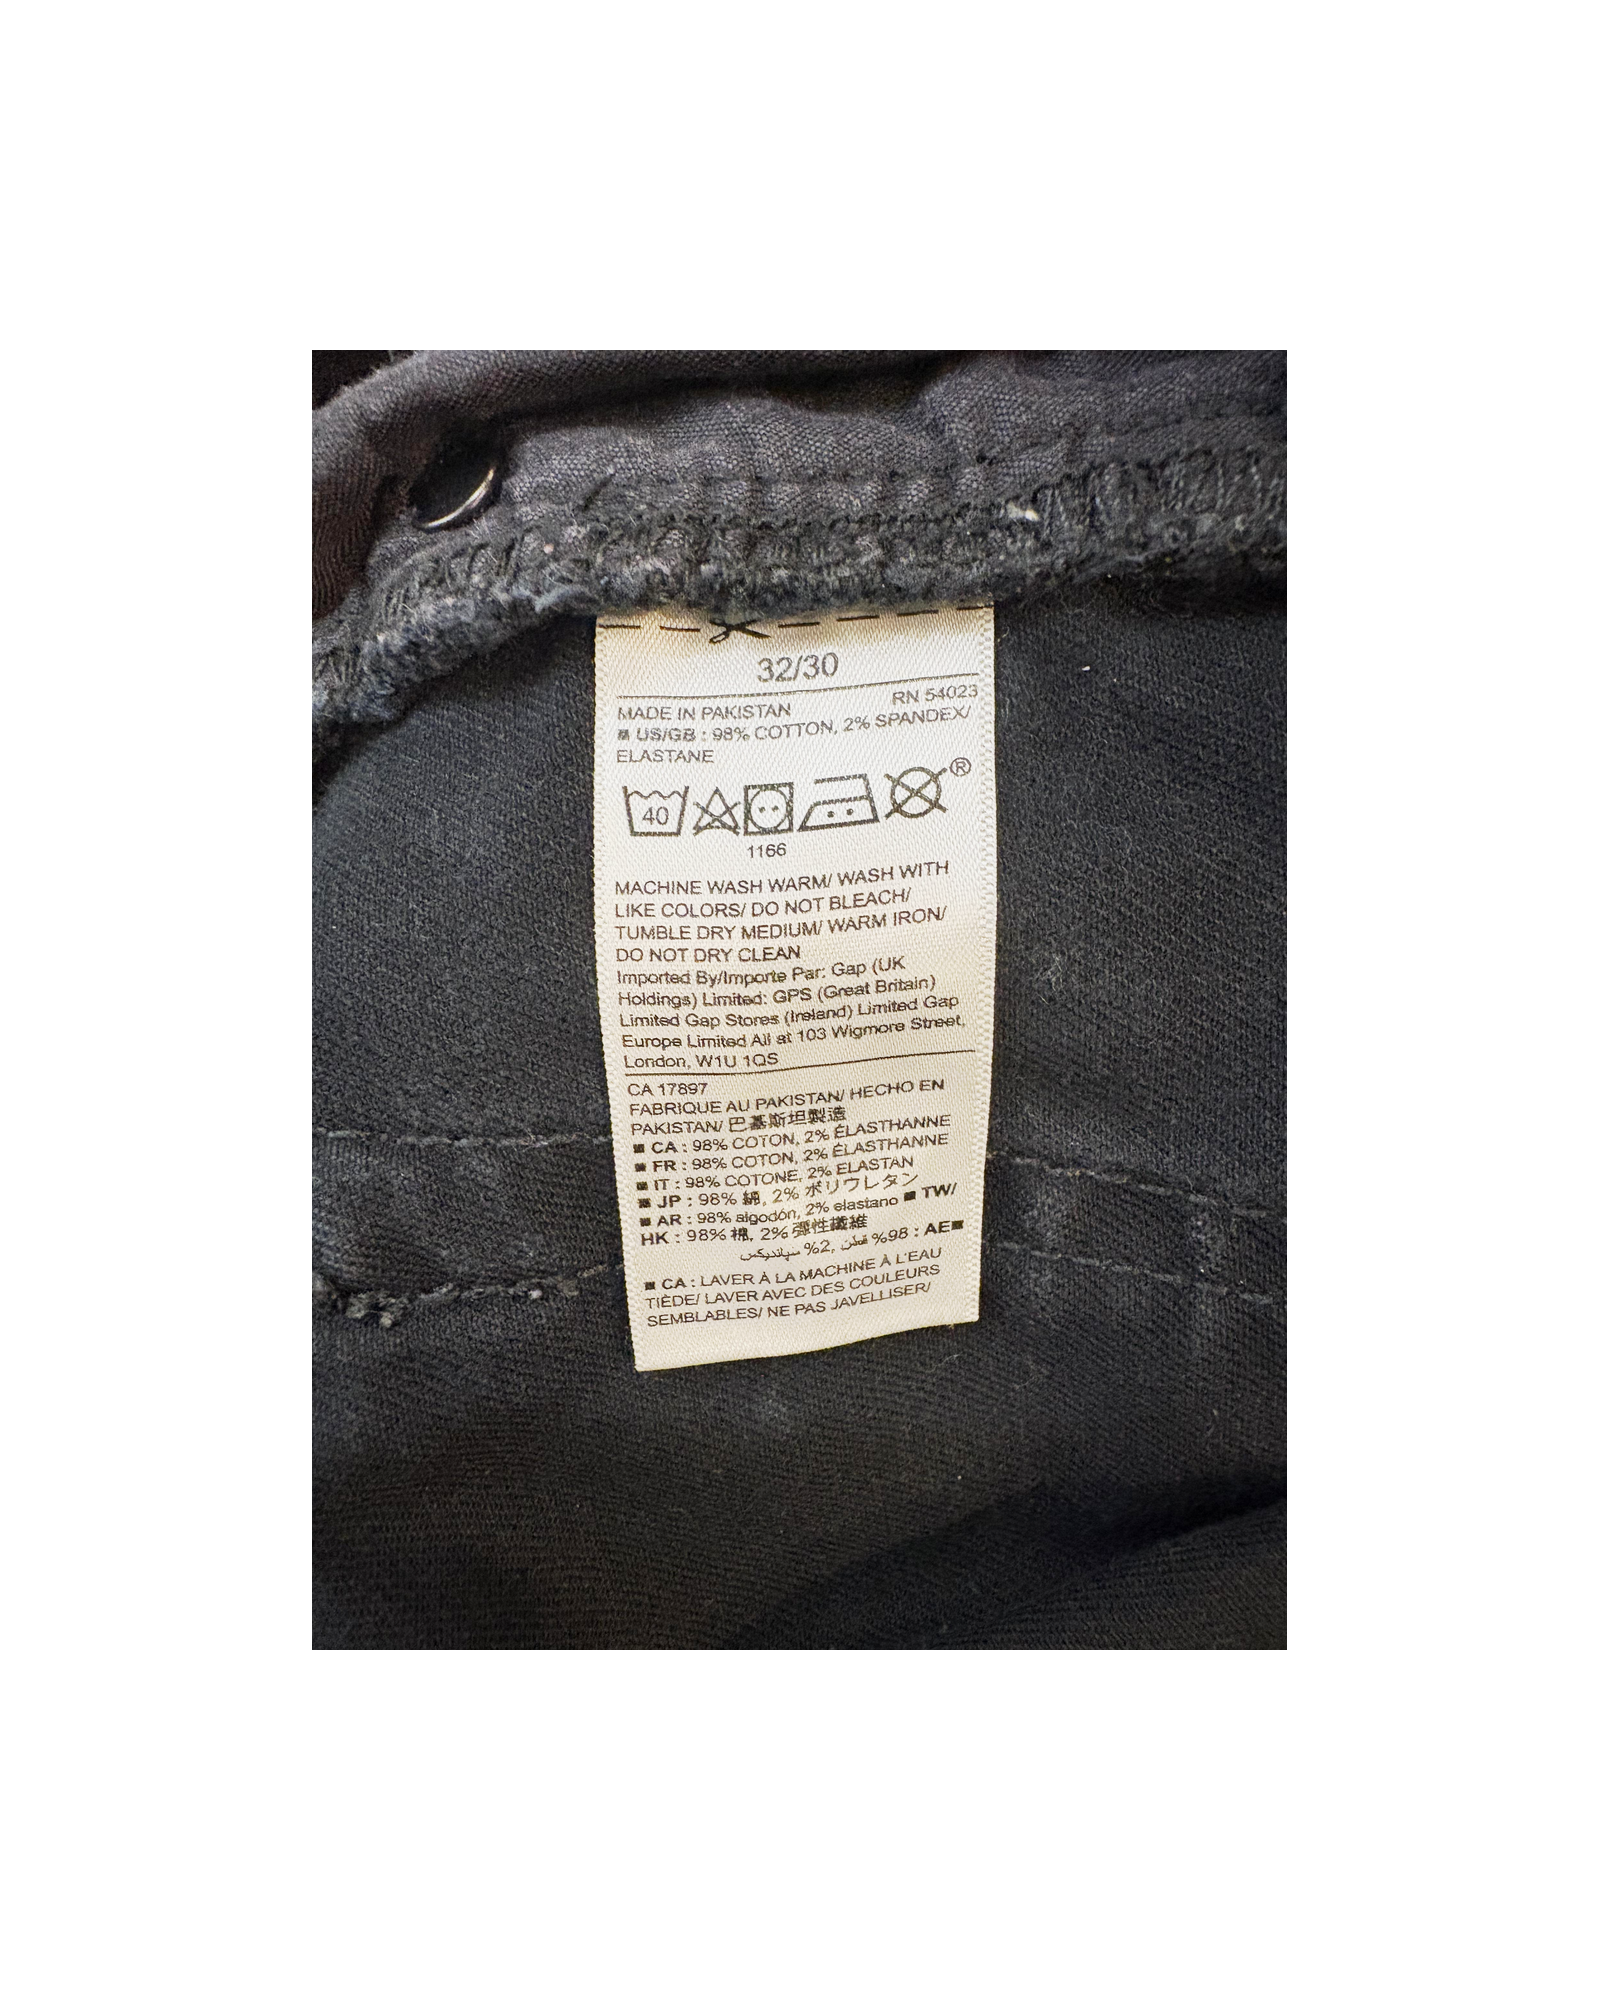 32/30
RN 54023
MADE IN PAKISTAN
■ US/GB : 98% COTTON, 2% SPANDEX/
ELASTANE
40
®
1166
MACHINE WASH WARM/ WASH WITH
LIKE COLORS/ DO NOT BLEACH/
TUMBLE DRY MEDIUM/ WARM IRON/
DO NOT DRY CLEAN
Imported By/Importe Par: Gap (UK
Holdings) Limited: GPS (Great Britain)
Limited Gap Stores (Ireland) Limited Gap
Europe Limited All at 103 Wigmore Street,
London, W1U 1QS
CA 17897
FABRIQUE AU PAKISTAN/ HECHO EN
PAKISTAN/ 巴基斯坦製造
■ CA : 98% COTON, 2% ÉLASTHANNE
■ FR : 98% COTON, 2% ÉLASTHANNE
■ IT : 98% COTONE, 2% ELASTAN
■ JP : 98% 綿, 2% ポリウレタン
■ AR : 98% algodón, 2% elastano ■ TW/
HK : 98% 棉, 2% 彈性纖維
■AE : 98% قطن, 2% سپانديكس
■ CA : LAVER À LA MACHINE À L'EAU
TIÈDE/ LAVER AVEC DES COULEURS
SEMBLABLES/ NE PAS JAVELLISER/